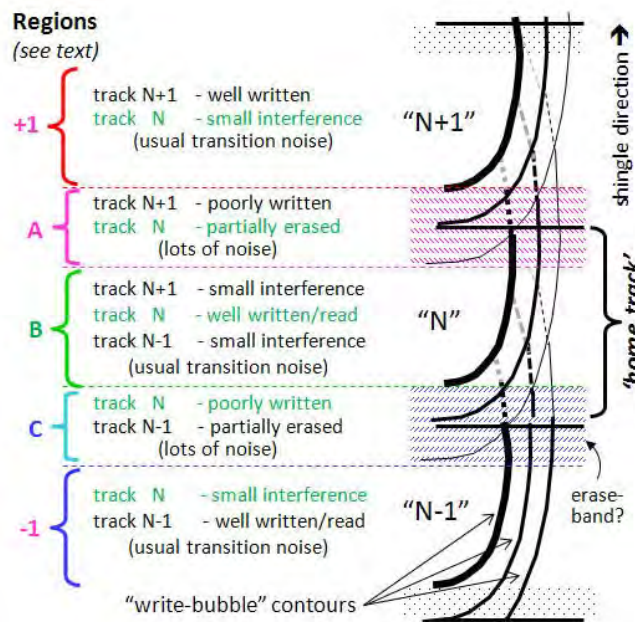 Regions
(see text)
+1
track N+1 - well written
track N - small interference
(usual transition noise)
A
track N+1 - poorly written
track N - partially erased
(lots of noise)
B
track N+1 - small interference
track N - well written/read
track N-1 - small interference
(usual transition noise)
C
track N - poorly written
track N-1 - partially erased
(lots of noise)
-1
track N - small interference
track N-1 - well written/read
(usual transition noise)
"N+1"
"N"
"N-1"
shingle direction ➔
'home track'
erase-
band?
"write-bubble" contours